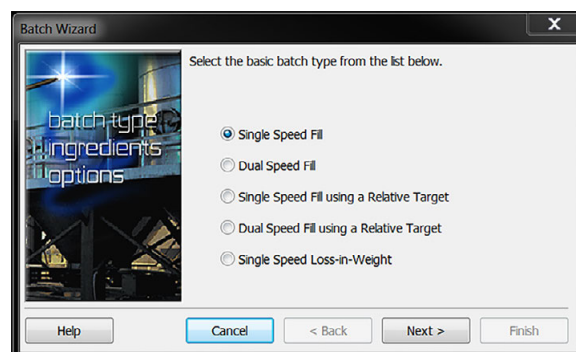 Batch Wizard
X
Select the basic batch type from the list below.
batch type
ingredients
options
Single Speed Fill
Dual Speed Fill
Single Speed Fill using a Relative Target
Dual Speed Fill using a Relative Target
Single Speed Loss-in-Weight
Help
Cancel
< Back
Next >
Finish